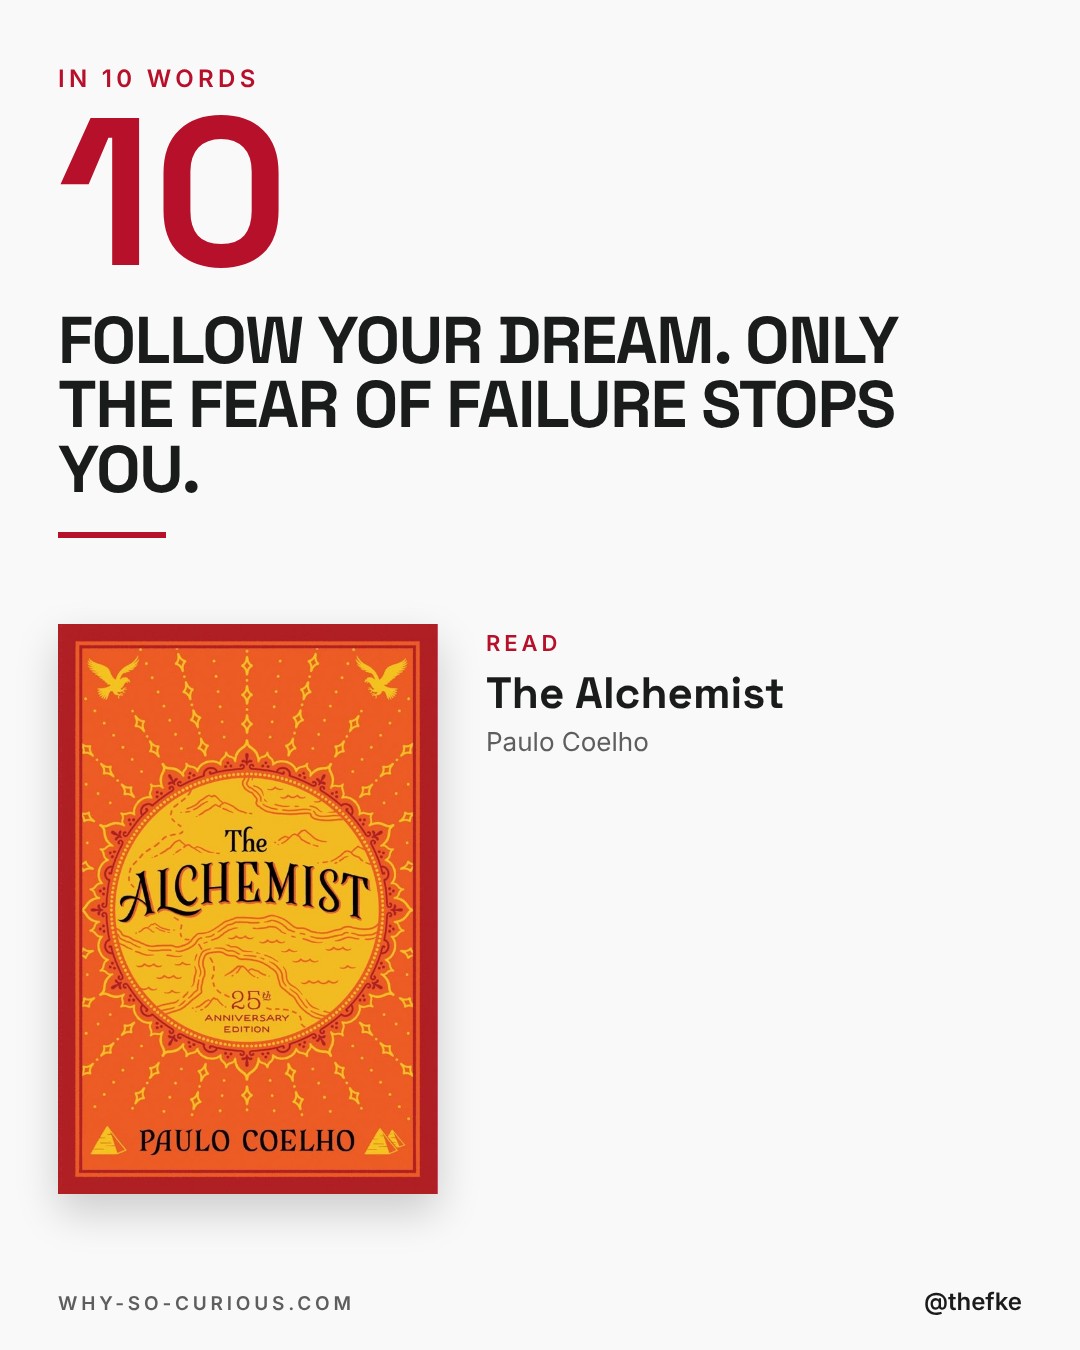 IN 10 WORDS
10
FOLLOW YOUR DREAM. ONLY
THE FEAR OF FAILURE STOPS
YOU.
The
ALCHEMIST
25th
ANNIVERSARY
EDITION
PAULO COELHO
READ
The Alchemist
Paulo Coelho
WHY-SO-CURIOUS.COM
@thefke